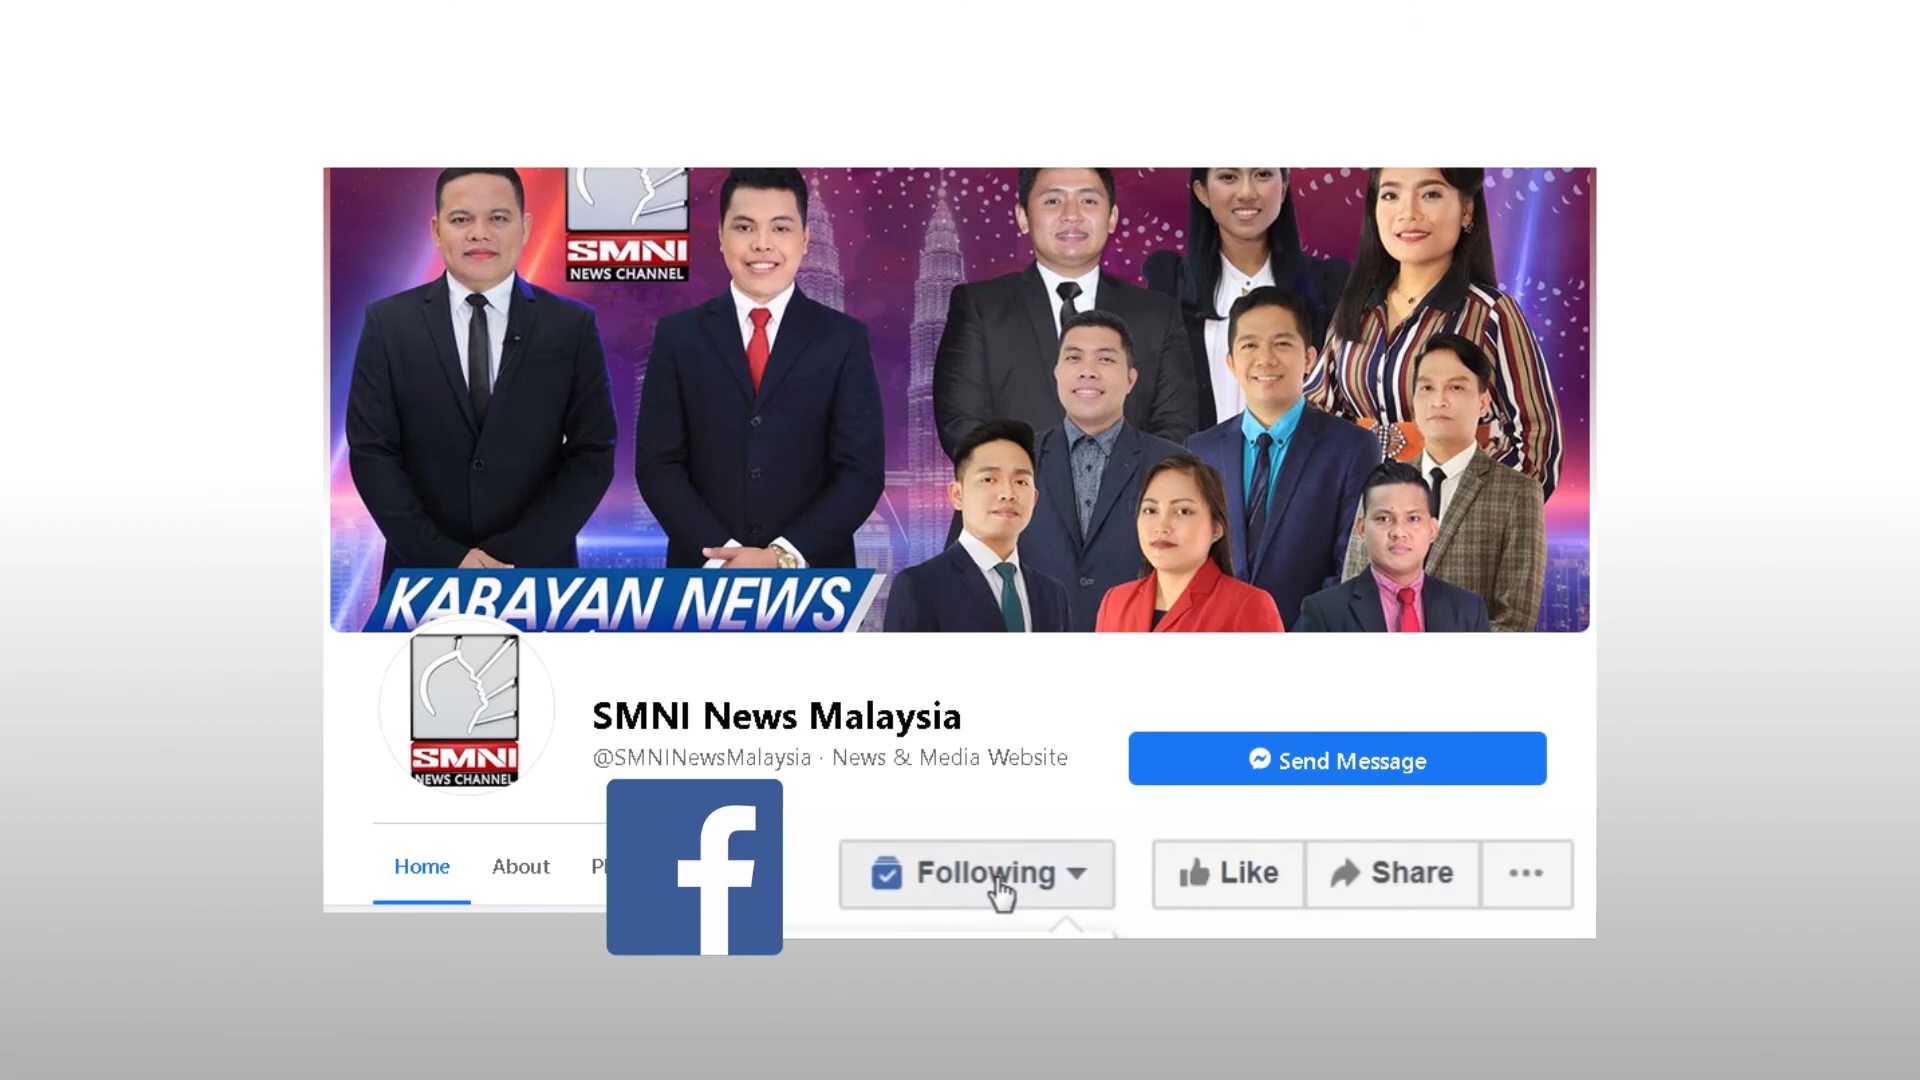 SMNI
NEWS CHANNEL
KABAYAN NEWS
SMNI
NEWS CHANNEL
SMNI News Malaysia
@SMNINewsMalaysia · News & Media Website
Send Message
Home About
Following Like Share